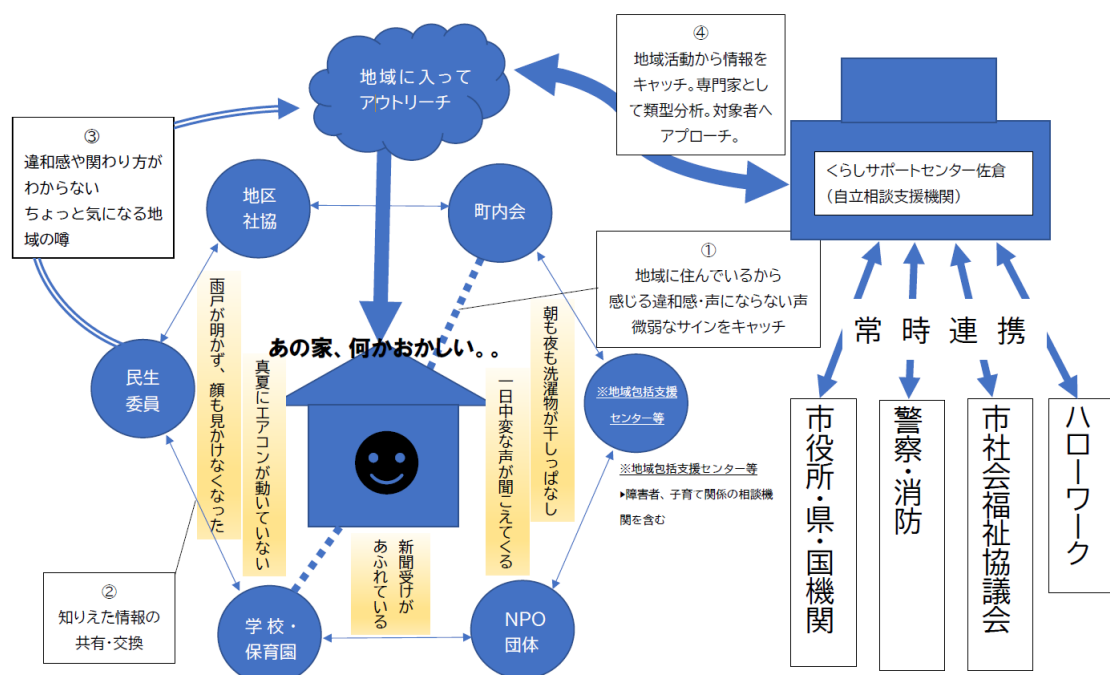 ④
地域活動から情報を
キャッチ。専門家とし
て類型分析。対象者へ
アプローチ。
地域に入って
アウトリーチ
③
違和感や関わり方が
わからない
ちょっと気になる地
域の噂
くらしサポートセンター佐倉
(自立相談支援機関)
地区
社協
町内会
①
地域に住んでいるから
感じる違和感・声にならない声
微弱なサインをキャッチ
常時連携
あの家、何かおかしい。。
雨戸が明かず、顔も見かけなくなった
真夏にエアコンが動いていない
朝も夜も洗濯物が干しっぱなし
一日中変な声が聞こえてくる
新聞受けが
あふれている
民生
委員
※地域包括支援
センター等
※地域包括支援センター等
▶障害者、子育て関係の相談機
関を含む
市役所・県・国機関
警察・消防
市社会福祉協議会
ハローワーク
②
知りえた情報の
共有・交換
学校・
保育園
NPO
団体